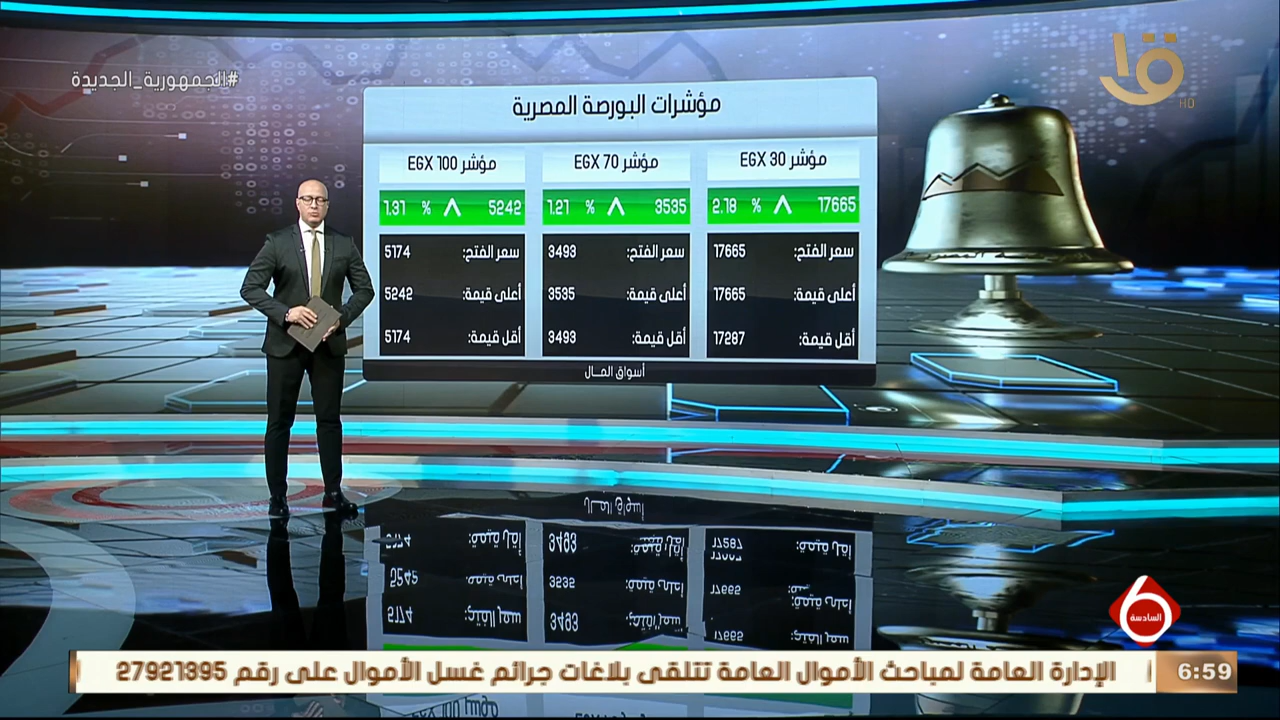 #الجمهورية_الجديدة
قناة
HD
مؤشرات البورصة المصرية
مؤشر EGX 30
مؤشر EGX 70
مؤشر EGX 100
17665 % 2.18
3535 % 1.21
5242 % 1.31
سعر الفتح: 17665
سعر الفتح: 3493
سعر الفتح: 5174
أعلى قيمة: 17665
أعلى قيمة: 3535
أعلى قيمة: 5242
أقل قيمة: 17287
أقل قيمة: 3493
أقل قيمة: 5174
أسواق المال
6
السادسة
6:59
الإدارة العامة لمباحث الأموال العامة تتلقى بلاغات جرائم غسل الأموال على رقم 27921395